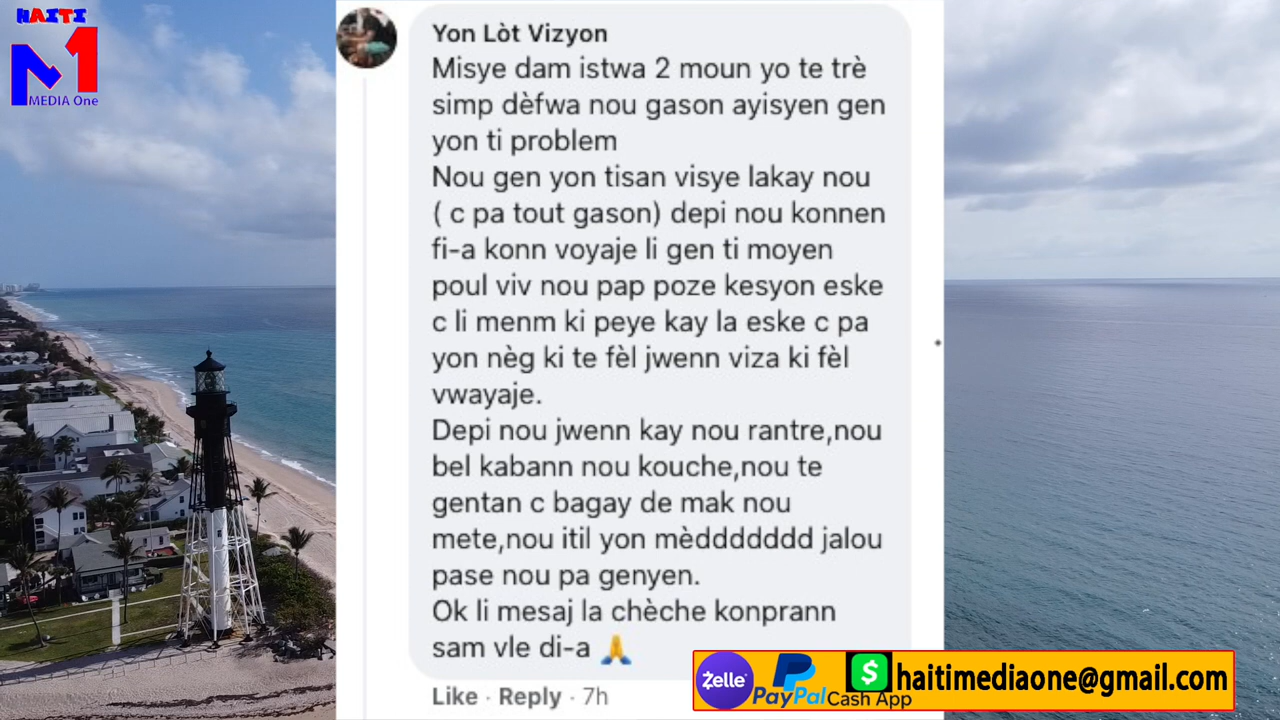 HAITI
M1
MEDIA One
Yon Lòt Vizyon
Misye dam istwa 2 moun yo te trè
simp dèfwa nou gason ayisyen gen
yon ti problem
Nou gen yon tisan visye lakay nou
( c pa tout gason) depi nou konnen
fi-a konn voyaje li gen ti moyen
poul viv nou pap poze kesyon eske
c li menm ki peye kay la eske c pa
yon nèg ki te fèl jwenn viza ki fèl
vwayaje.
Depi nou jwenn kay nou rantre,nou
bel kabann nou kouche,nou te
gentan c bagay de mak nou
mete,nou itil yon mèddddddd jalou
pase nou pa genyen.
Ok li mesaj la chèche konprann
sam vle di-a 🙏
Like · Reply · 7h
Zelle PayPal $ Cash App haitimediaone@gmail.com